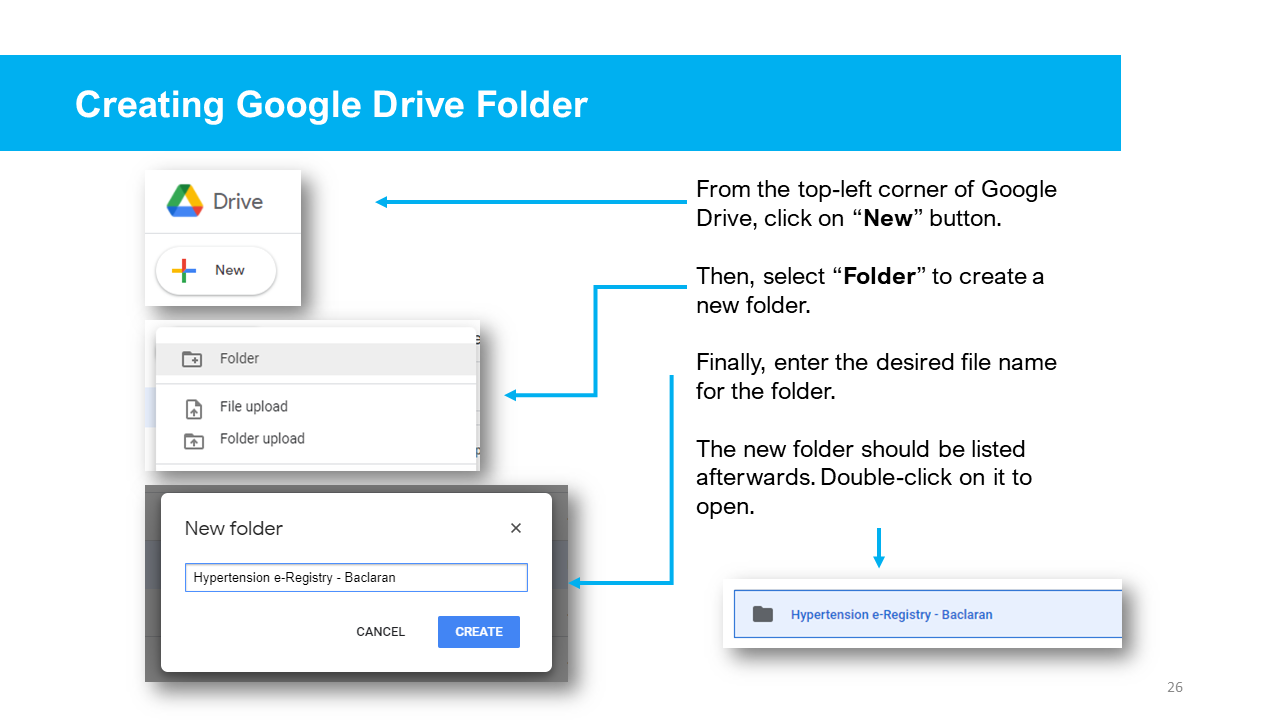 Creating Google Drive Folder
Drive
New
Folder
File upload
Folder upload
New folder
Hypertension e-Registry - Baclaran
CANCEL
CREATE
From the top-left corner of Google
Drive, click on “New” button.
Then, select “Folder” to create a
new folder.
Finally, enter the desired file name
for the folder.
The new folder should be listed
afterwards. Double-click on it to
open.
Hypertension e-Registry - Baclaran
26